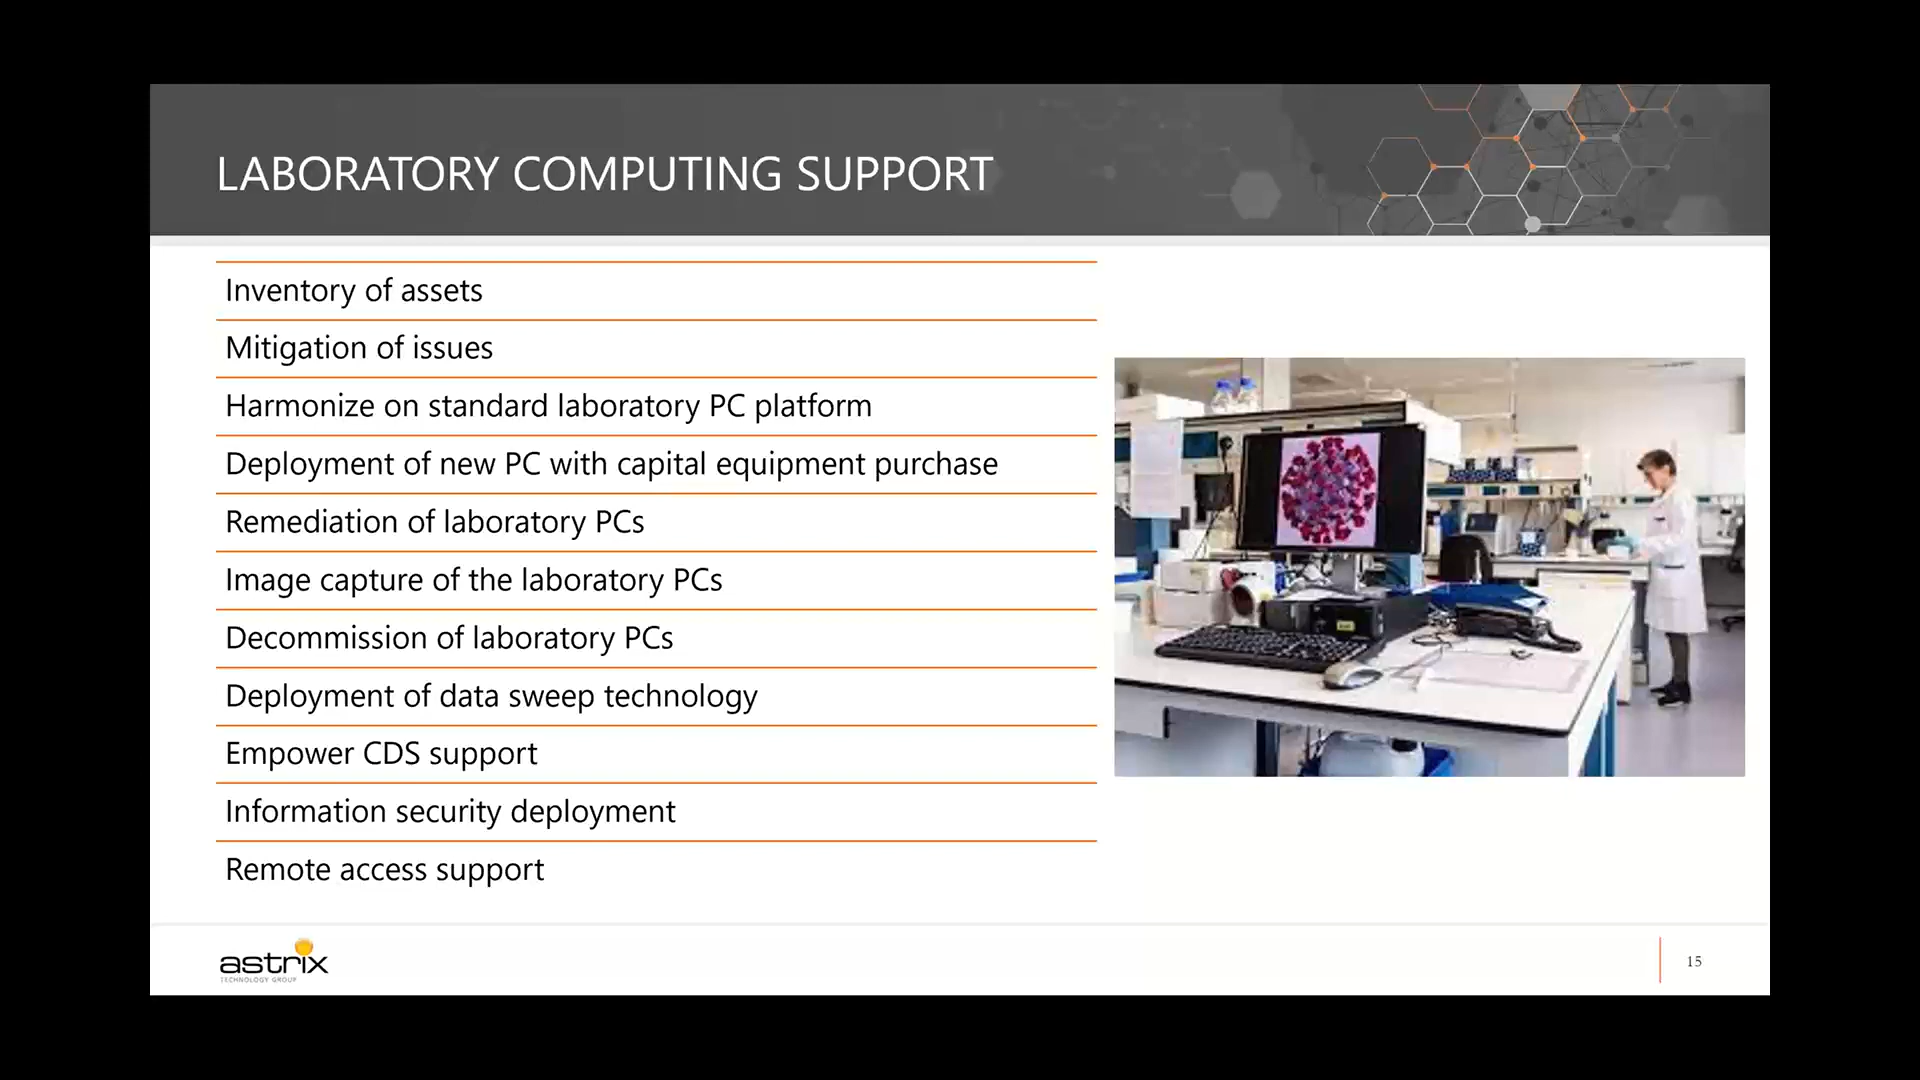 LABORATORY COMPUTING SUPPORT
Inventory of assets
Mitigation of issues
Harmonize on standard laboratory PC platform
Deployment of new PC with capital equipment purchase
Remediation of laboratory PCs
Image capture of the laboratory PCs
Decommission of laboratory PCs
Deployment of data sweep technology
Empower CDS support
Information security deployment
Remote access support
astrix
TECHNOLOGY GROUP
15